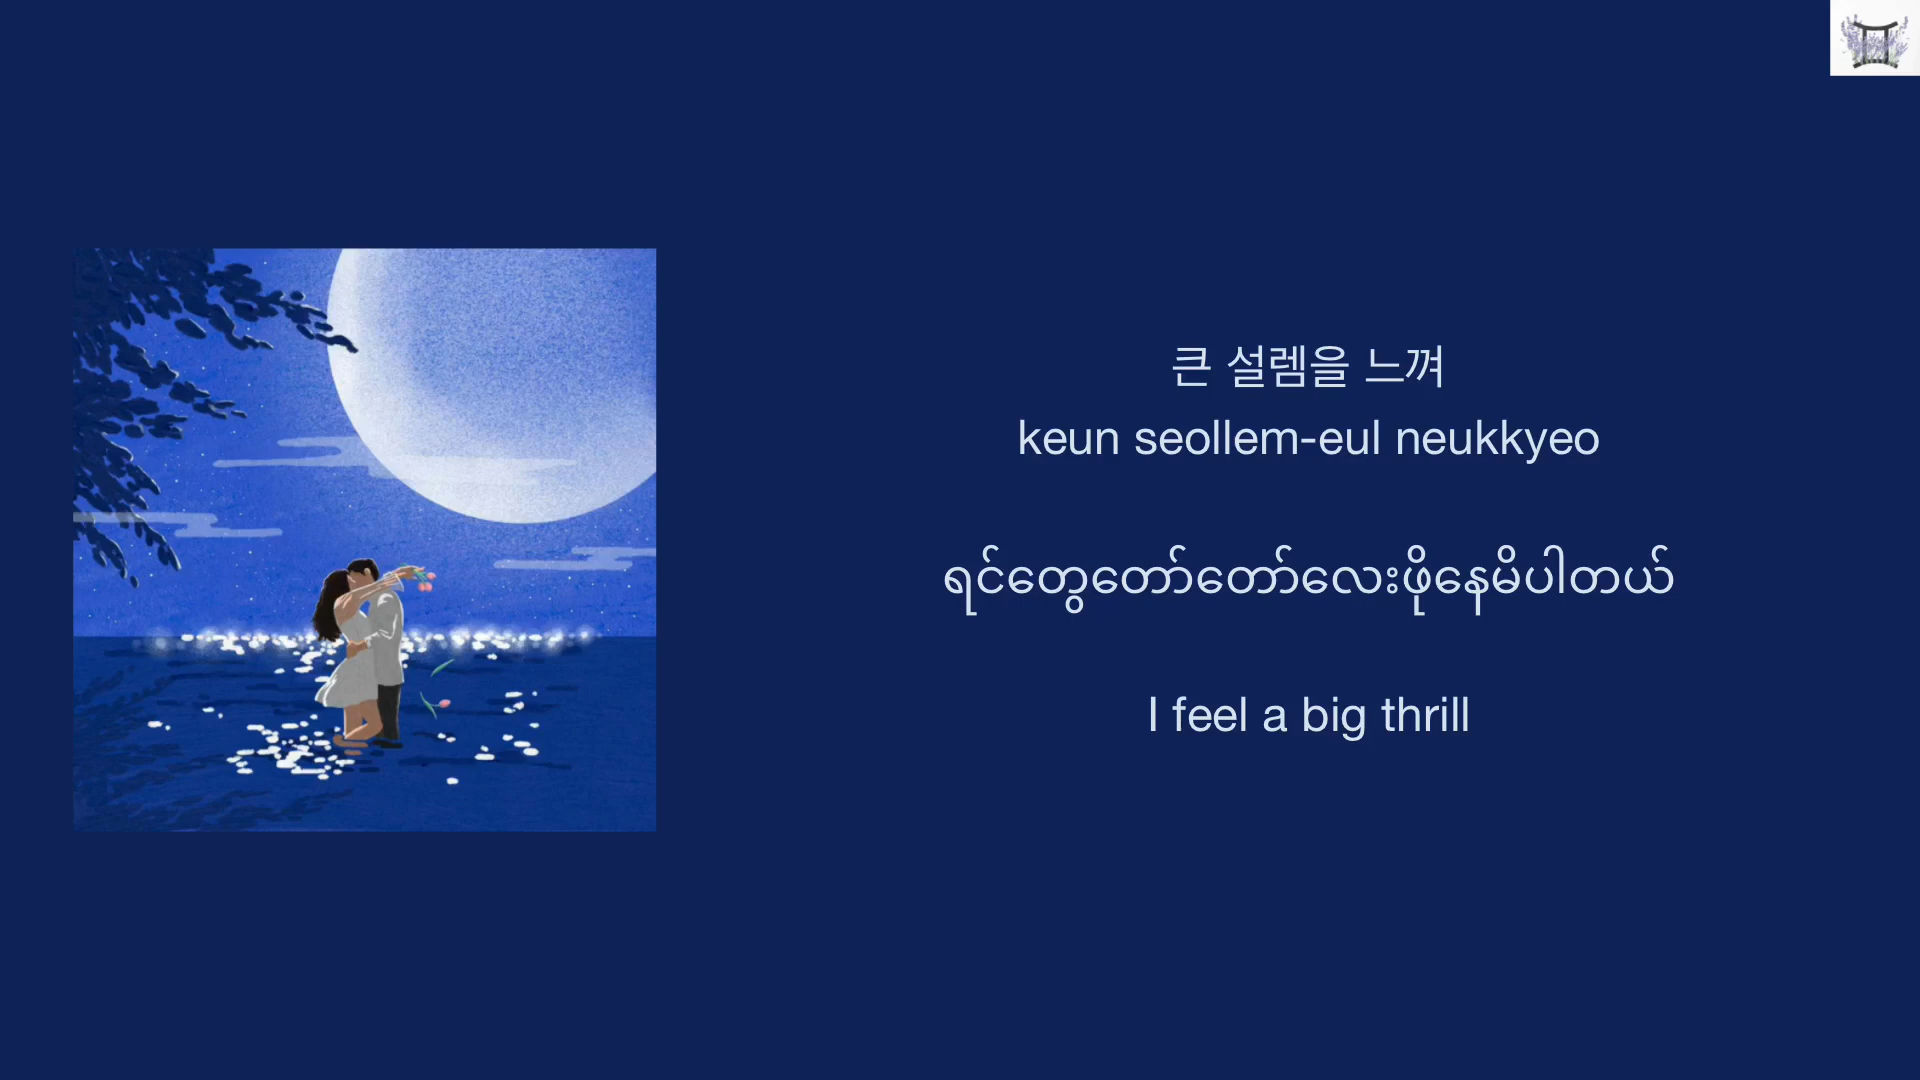 큰 설렘을 느껴
keun seollem-eul neukkyeo
ရင်တွေတော်တော်လေးဖိုနေမိပါတယ်
I feel a big thrill